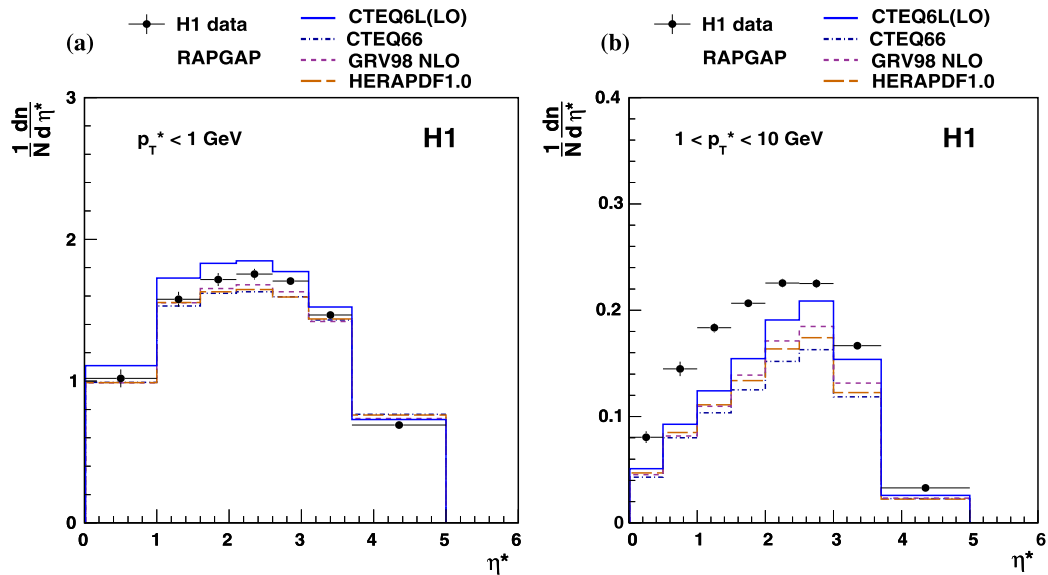 (a)
H1 data
RAPGAP
CTEQ6L(LO)
CTEQ66
GRV98 NLO
HERAPDF1.0
1 dn
N d η*
p_T* < 1 GeV
H1
3
2
1
0
0 1 2 3 4 5 6
η*
(b)
H1 data
RAPGAP
CTEQ6L(LO)
CTEQ66
GRV98 NLO
HERAPDF1.0
1 dn
N d η*
1 < p_T* < 10 GeV
H1
0.4
0.3
0.2
0.1
0
0 1 2 3 4 5 6
η*